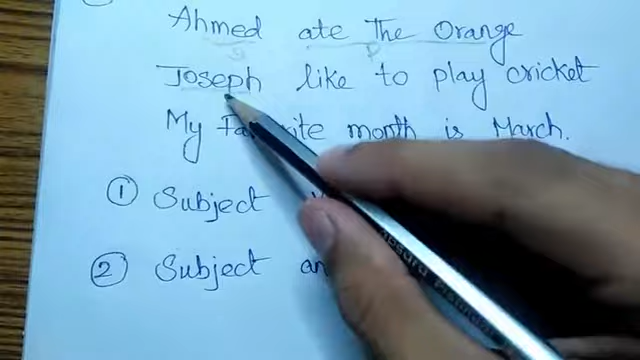 Ahmed ate the Orange
S P
Joseph like to play cricket
My month is March.
1 Subject
2 Subject